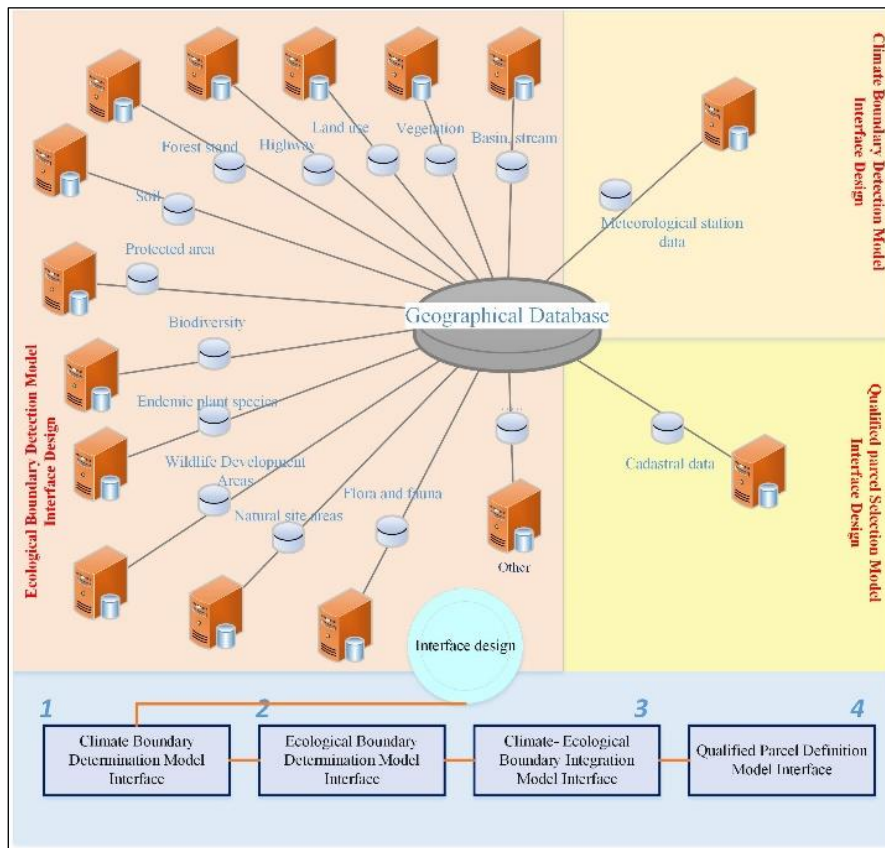 Land use
Vegetation
Basin, stream
Forest stand
Highway
Soil
Protected area
Biodiversity
Endemic plant species
Wildlife Development
Areas
Natural site areas
Flora and fauna
Other
Geographical Database
Meteorological station
data
Cadastral data
Ecological Boundary Detection Model
Interface Design
Climate Boundary Detection Model
Interface Design
Qualified parcel Selection Model
Interface Design
Interface design
1
Climate Boundary
Determination Model
Interface
2
Ecological Boundary
Determination Model
Interface
3
Climate- Ecological
Boundary Integration
Model Interface
4
Qualified Parcel Definition
Model Interface